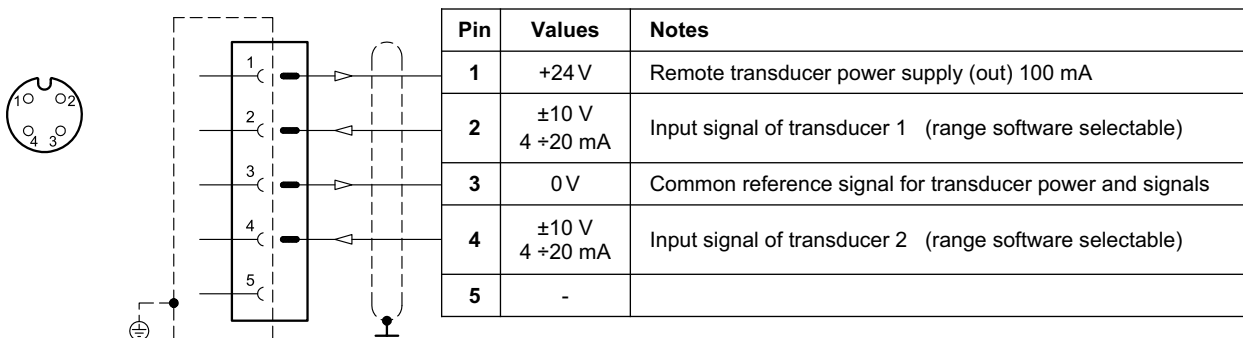 1 2
4 3
1
2
3
4
5
Pin Values Notes
1 +24 V Remote transducer power supply (out) 100 mA
2 ±10 V 4 ÷20 mA Input signal of transducer 1 (range software selectable)
3 0 V Common reference signal for transducer power and signals
4 ±10 V 4 ÷20 mA Input signal of transducer 2 (range software selectable)
5 -